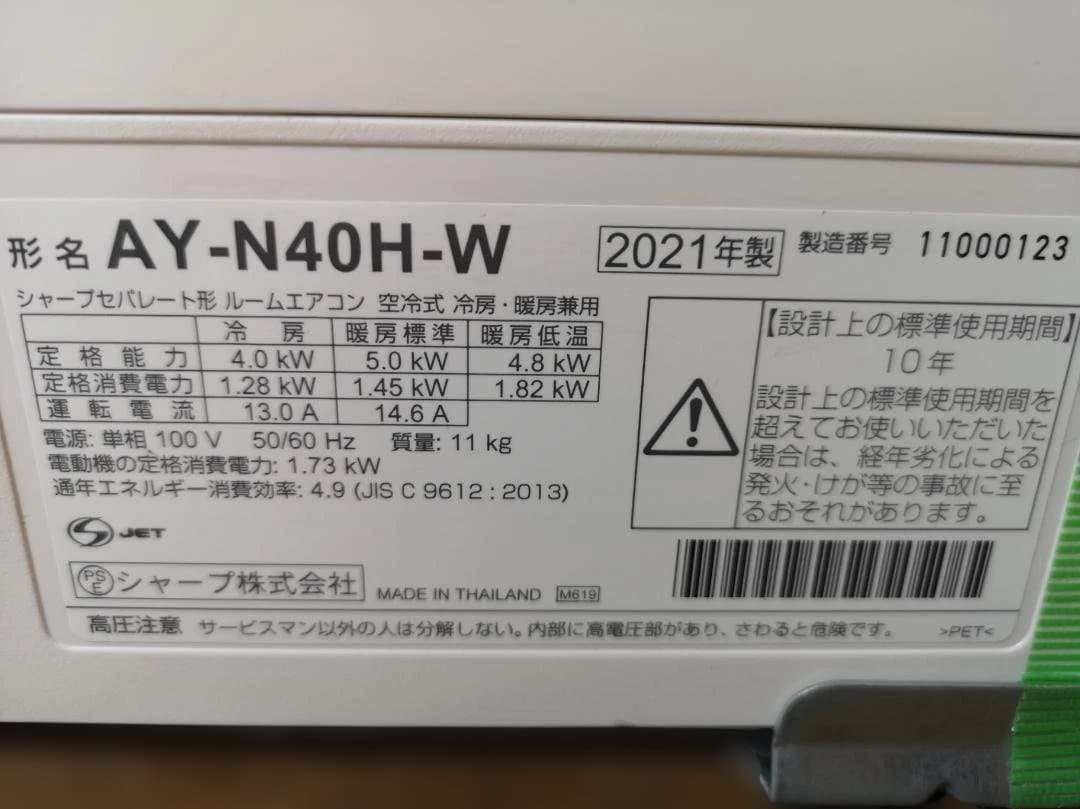 形名 AY-N40H-W 2021年製 製造番号 11000123
シャープセパレート形 ルームエアコン 空冷式 冷房・暖房兼用
冷房 暖房標準 暖房低温
定格能力 4.0 kW 5.0 kW 4.8 kW
定格消費電力 1.28 kW 1.45 kW 1.82 kW
運転電流 13.0 A 14.6 A
電源: 単相 100 V 50/60 Hz 質量: 11 kg
電動機の定格消費電力: 1.73 kW
通年エネルギー消費効率: 4.9 (JIS C 9612 : 2013)
【設計上の標準使用期間】
10年
設計上の標準使用期間を
超えてお使いいただいた
場合は、経年劣化による
発火・けが等の事故に至
るおそれがあります。
JET
PSE シャープ株式会社 MADE IN THAILAND M619
高圧注意 サービスマン以外の人は分解しない。内部に高電圧部があり、さわると危険です。 >PET<